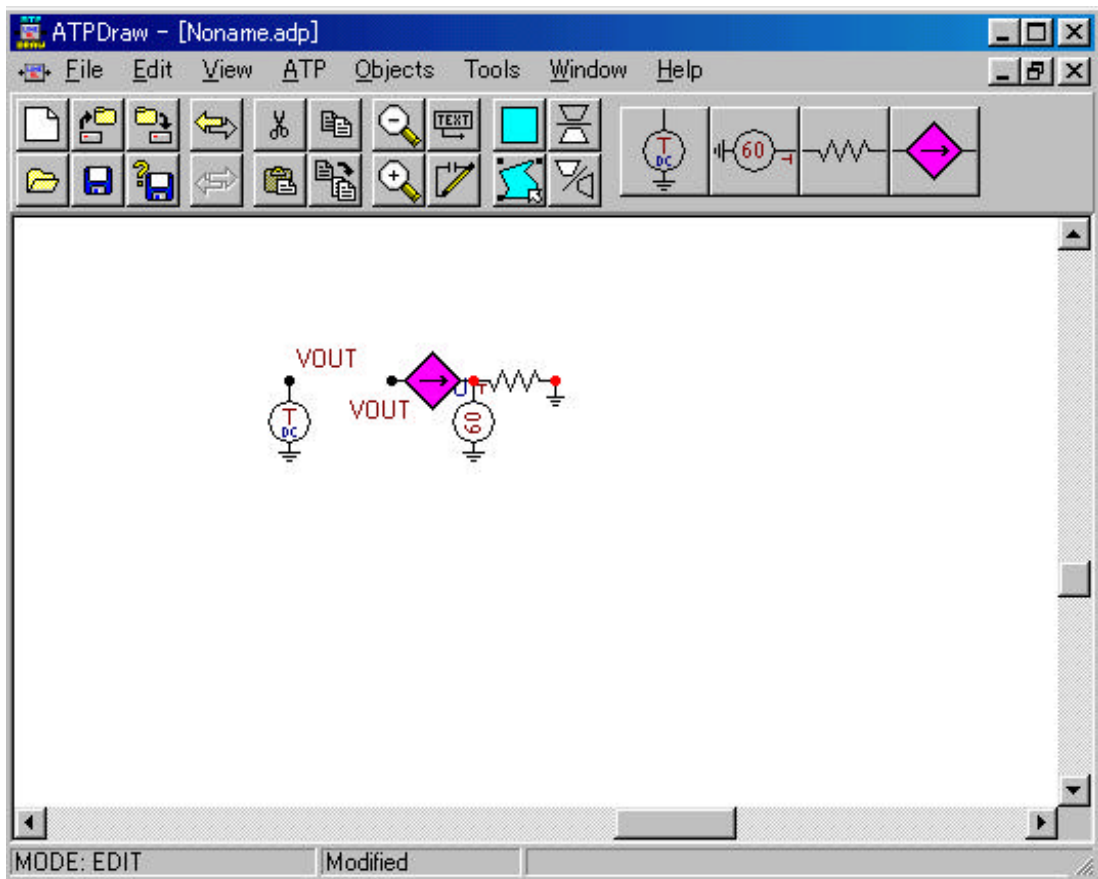 ATPDraw - [Noname.adp]
File Edit View ATP Objects Tools Window Help
TEXT
T
DC
60
T
VOUT
VOUT
U T
T
DC
60
MODE: EDIT
Modified